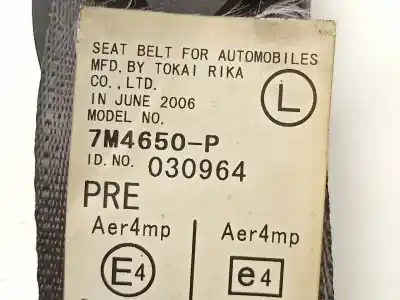 SEAT BELT FOR AUTOMOBILES
MFD. BY TOKAI RIKA
CO., LTD.
IN JUNE 2006
L
MODEL NO.
7M4650-P
ID. NO. 030964
PRE
Aer4mp Aer4mp
E4 e4